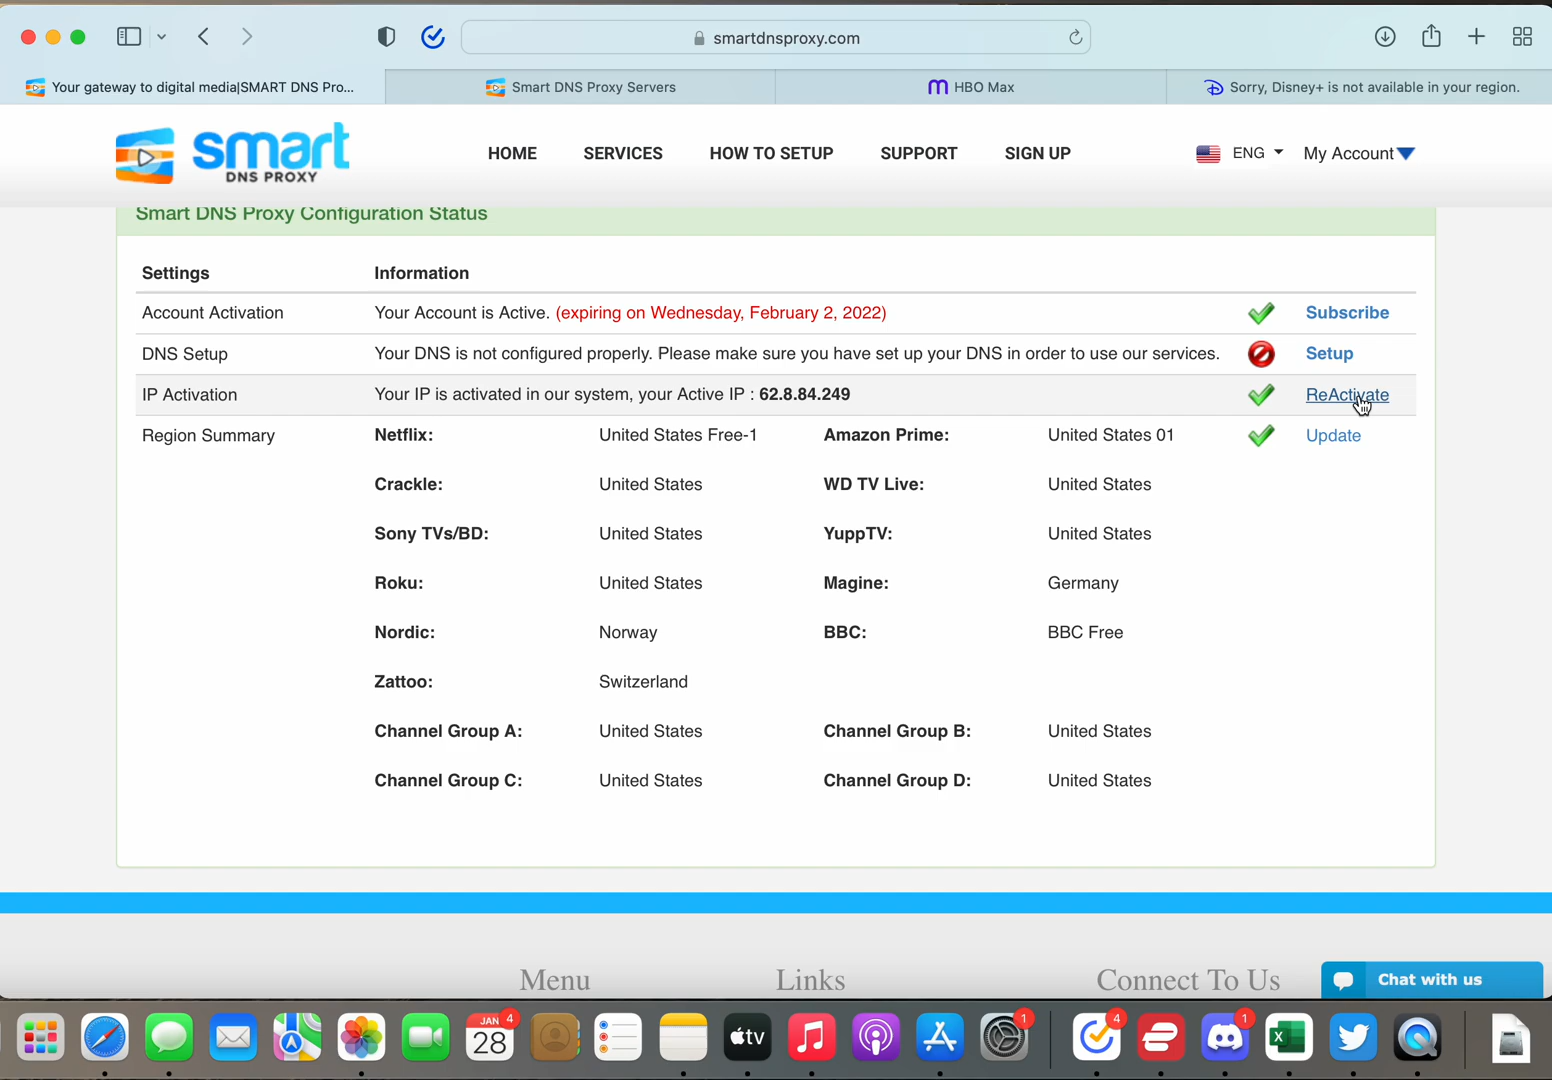 smartdnsproxy.com
Your gateway to digital media|SMART DNS Pro...
Smart DNS Proxy Servers
HBO Max
Sorry, Disney+ is not available in your region.
smart
DNS PROXY
HOME
SERVICES
HOW TO SETUP
SUPPORT
SIGN UP
ENG
My Account
Smart DNS Proxy Configuration Status
Settings Information
Account Activation Your Account is Active. (expiring on Wednesday, February 2, 2022) Subscribe
DNS Setup Your DNS is not configured properly. Please make sure you have set up your DNS in order to use our services. Setup
IP Activation Your IP is activated in our system, your Active IP : 62.8.84.249 ReActivate
Region Summary Netflix: United States Free-1 Amazon Prime: United States 01 Update
Crackle: United States WD TV Live: United States
Sony TVs/BD: United States YuppTV: United States
Roku: United States Magine: Germany
Nordic: Norway BBC: BBC Free
Zattoo: Switzerland
Channel Group A: United States Channel Group B: United States
Channel Group C: United States Channel Group D: United States
Menu
Links
Connect To Us
Chat with us
JAN 4
28
tv
1
4
1